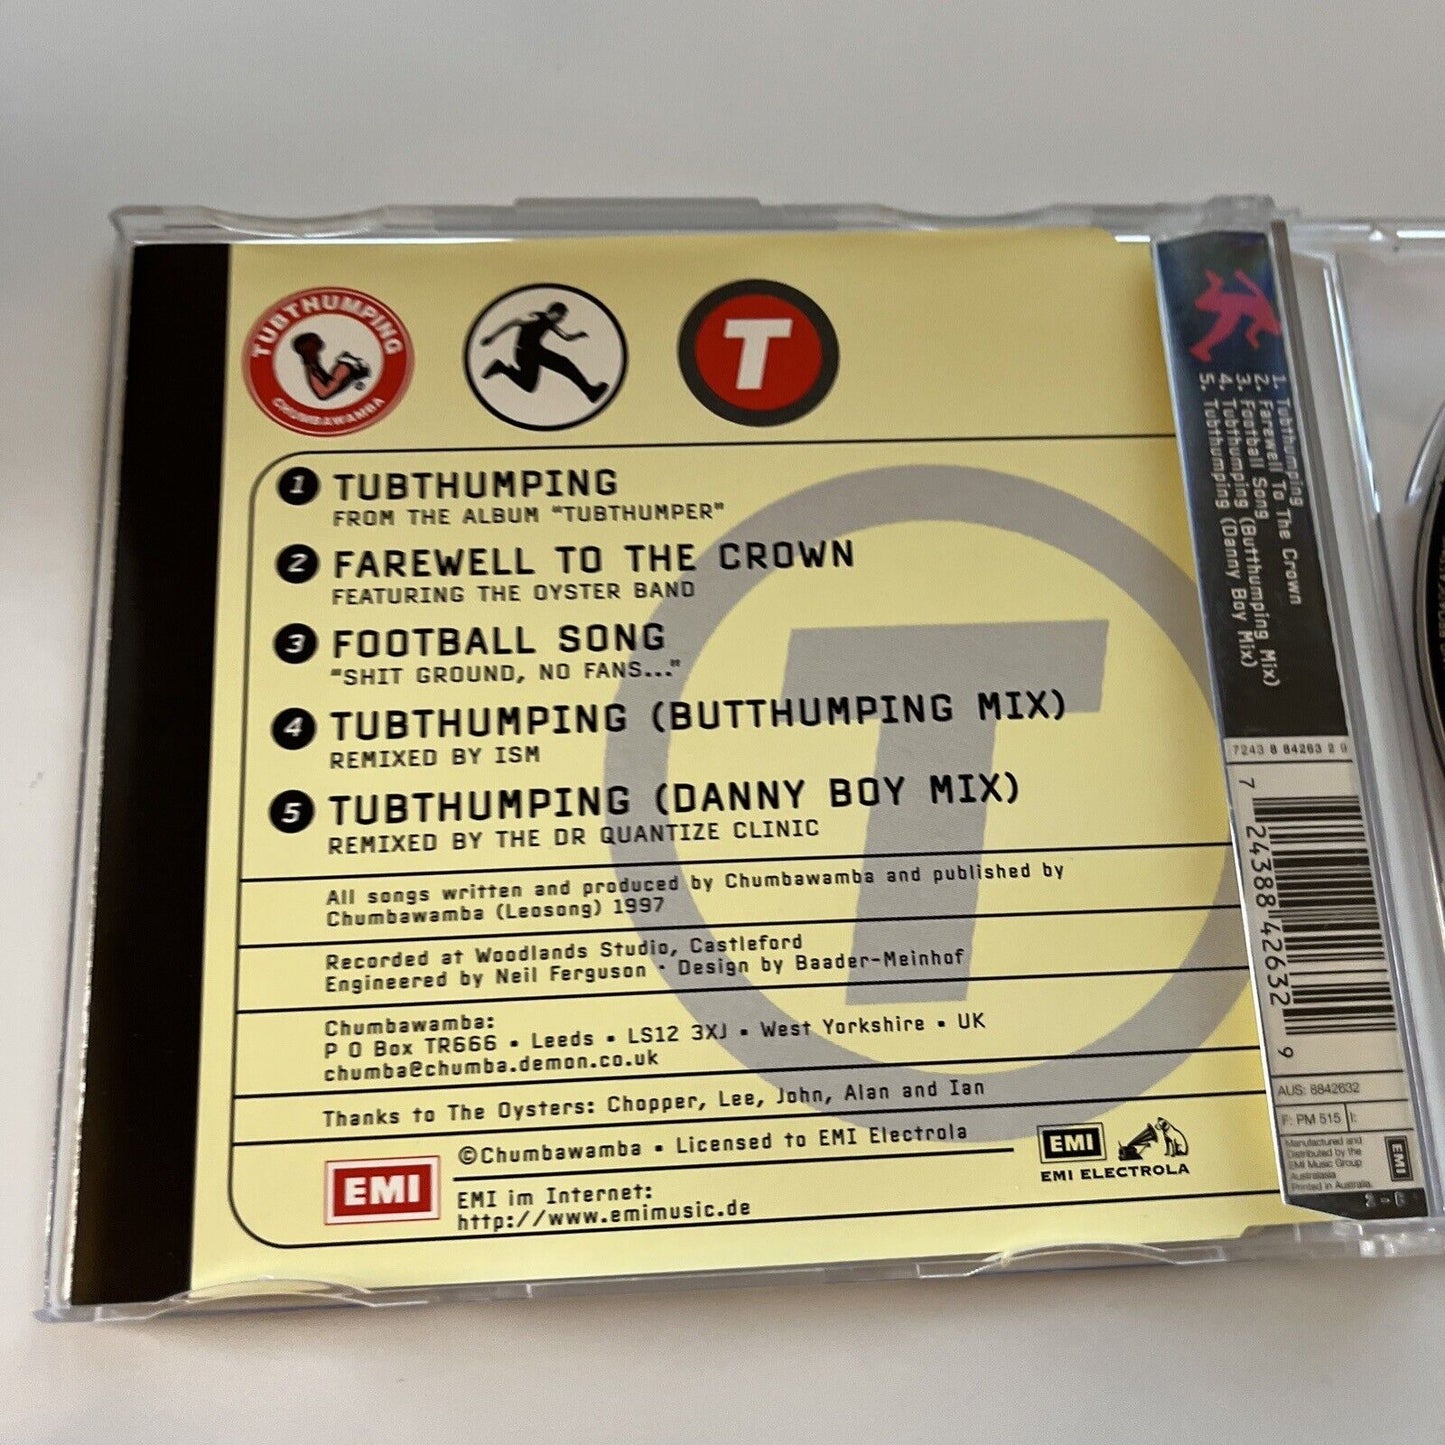 TUBTHUMPING
CHUMBAWAMBA
T
1 TUBTHUMPING
FROM THE ALBUM "TUBTHUMPER"
2 FAREWELL TO THE CROWN
FEATURING THE OYSTER BAND
3 FOOTBALL SONG
"SHIT GROUND, NO FANS..."
4 TUBTHUMPING (BUTTHUMPING MIX)
REMIXED BY ISM
5 TUBTHUMPING (DANNY BOY MIX)
REMIXED BY THE DR QUANTIZE CLINIC
All songs written and produced by Chumbawamba and published by
Chumbawamba (Leosong) 1997
Recorded at Woodlands Studio, Castleford
Engineered by Neil Ferguson · Design by Baader-Meinhof
Chumbawamba:
P O Box TR666 • Leeds • LS12 3XJ • West Yorkshire • UK
chumba@chumba.demon.co.uk
Thanks to The Oysters: Chopper, Lee, John, Alan and Ian
©Chumbawamba • Licensed to EMI Electrola
EMI
EMI im Internet:
http://www.emimusic.de
EMI
EMI ELECTROLA
1. Tubthumping
2. Farewell To The Crown
3. Football Song
4. Tubthumping (Butthumping Mix)
5. Tubthumping (Danny Boy Mix)
7243 8 84263 2 9
7 24388 42632 9
AUS: 8842632
F: PM 515 I:
Manufactured and
Distributed by the
EMI Music Group
Australasia
Printed in Australia.
EMI